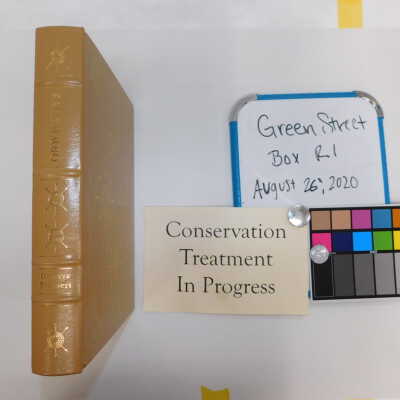 Green Street
Box R1
August 26, 2020
Conservation
Treatment
In Progress